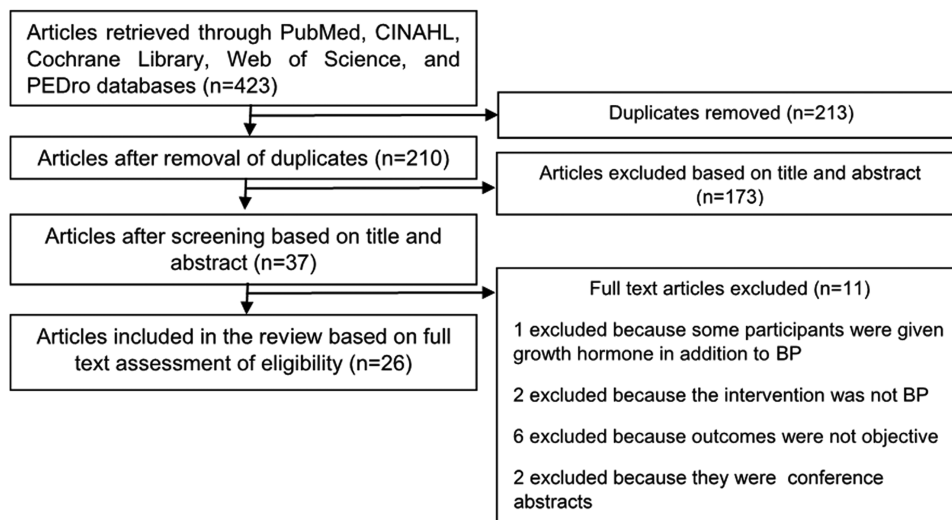 Articles retrieved through PubMed, CINAHL,
Cochrane Library, Web of Science, and
PEDro databases (n=423)
Duplicates removed (n=213)
Articles after removal of duplicates (n=210)
Articles excluded based on title and abstract
(n=173)
Articles after screening based on title and
abstract (n=37)
Full text articles excluded (n=11)
1 excluded because some participants were given
growth hormone in addition to BP
2 excluded because the intervention was not BP
6 excluded because outcomes were not objective
2 excluded because they were conference
abstracts
Articles included in the review based on full
text assessment of eligibility (n=26)